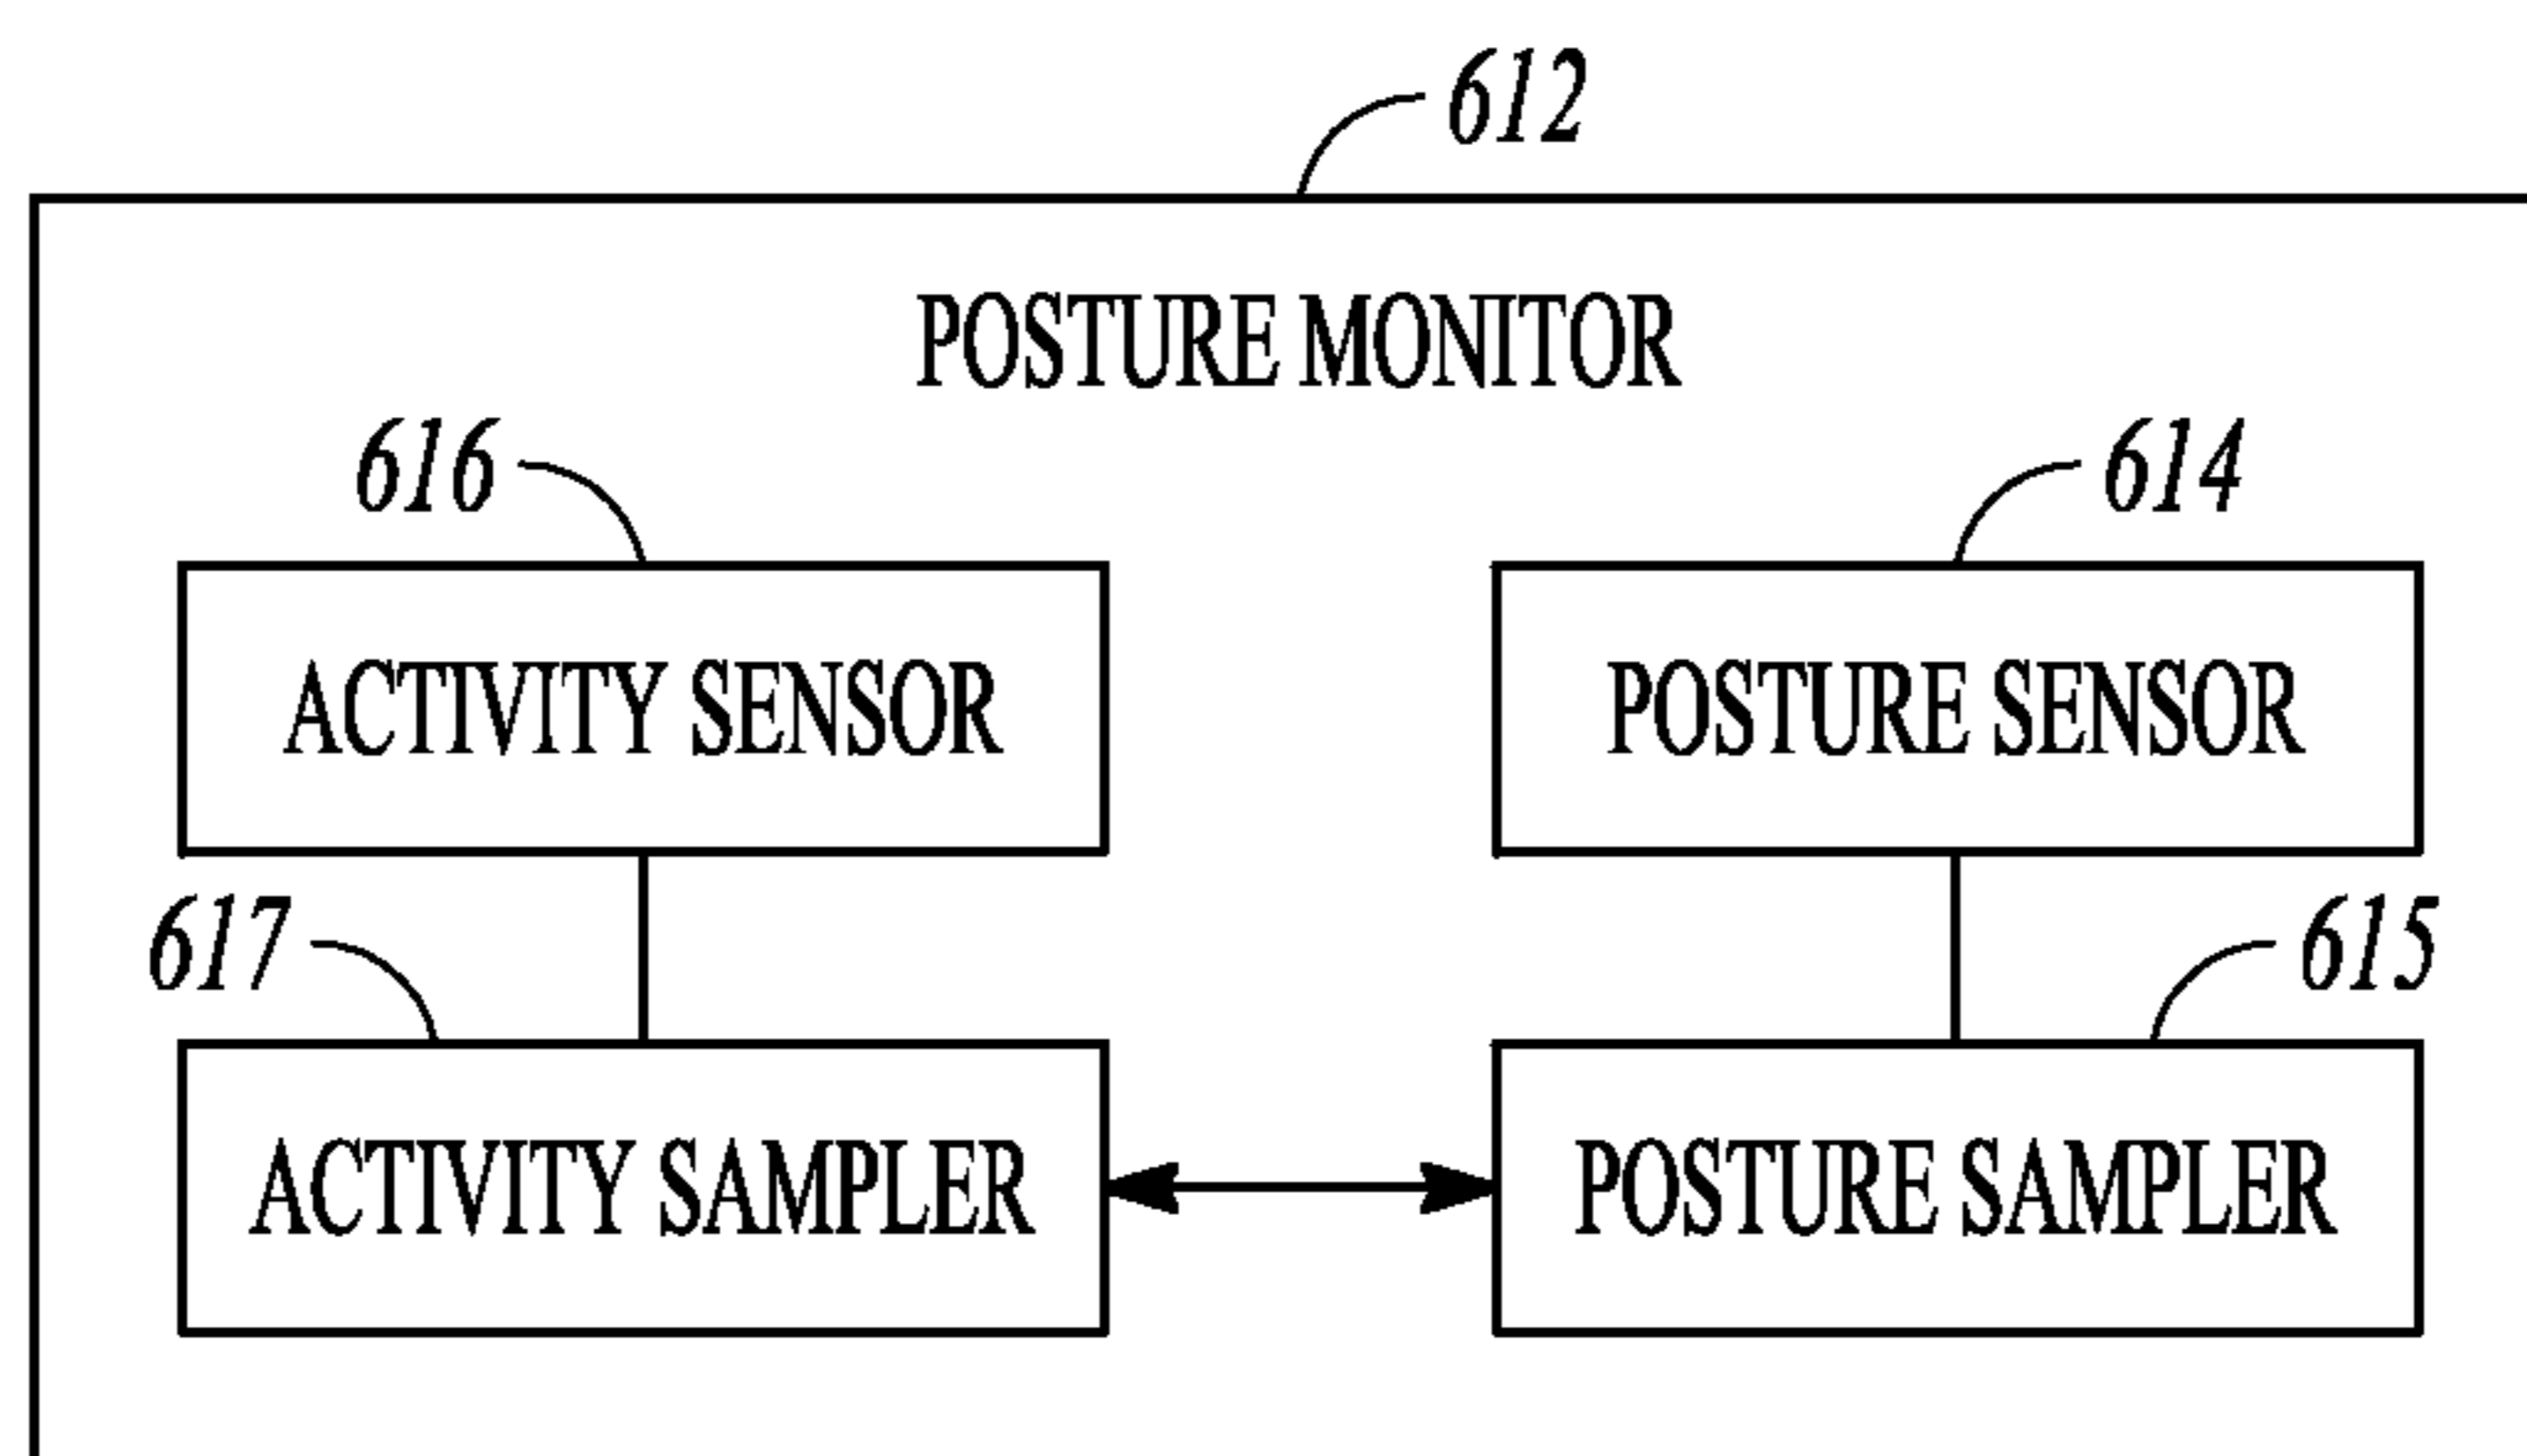 612
POSTURE MONITOR
616
614
ACTIVITY SENSOR
POSTURE SENSOR
617
615
ACTIVITY SAMPLER
POSTURE SAMPLER